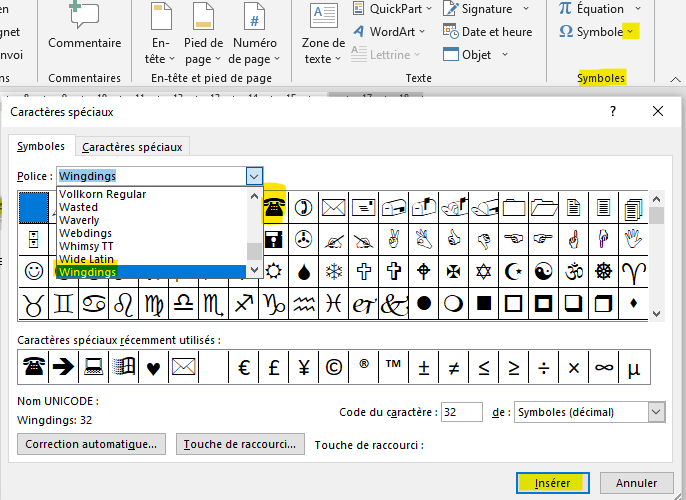 QuickPart
Signature
Équation
Commentaire
En-tête
Pied de page
Numéro de page
Zone de texte
WordArt
Date et heure
Symbole
Lettrine
Objet
ens
envoi
Commentaires
En-tête et pied de page
Texte
Symboles
Caractères spéciaux
Symboles
Caractères spéciaux
Police :
Wingdings
Vollkorn Regular
Wasted
Waverly
Webdings
Whimsy TT
Wide Latin
Wingdings
Caractères spéciaux récemment utilisés :
€ £ ¥ © ® ™ ± ≠ ≤ ≥ ÷ × ∞ µ
Nom UNICODE :
Wingdings: 32
Code du caractère : 32 de : Symboles (décimal)
Correction automatique... Touche de raccourci... Touche de raccourci :
Insérer Annuler